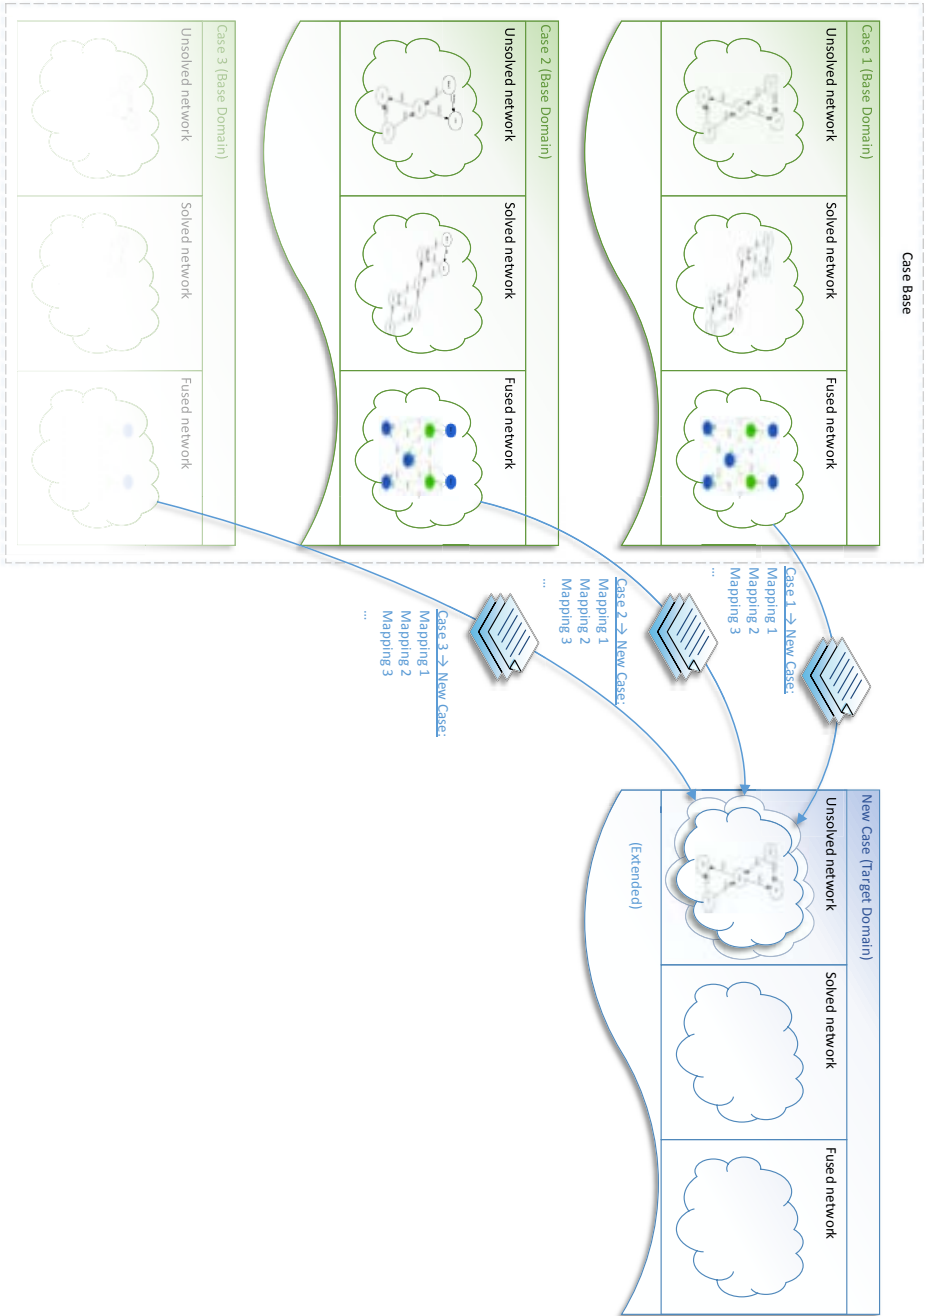 Case Base
Case 1 (Base Domain)
Unsolved network
Solved network
Fused network
Case 2 (Base Domain)
Unsolved network
Solved network
Fused network
Case 3 (Base Domain)
Unsolved network
Solved network
Fused network
Case 1 → New Case:
Mapping 1
Mapping 2
Mapping 3
...
Case 2 → New Case:
Mapping 1
Mapping 2
Mapping 3
...
Case 3 → New Case:
Mapping 1
Mapping 2
Mapping 3
...
New Case (Target Domain)
Unsolved network
Solved network
Fused network
(Extended)